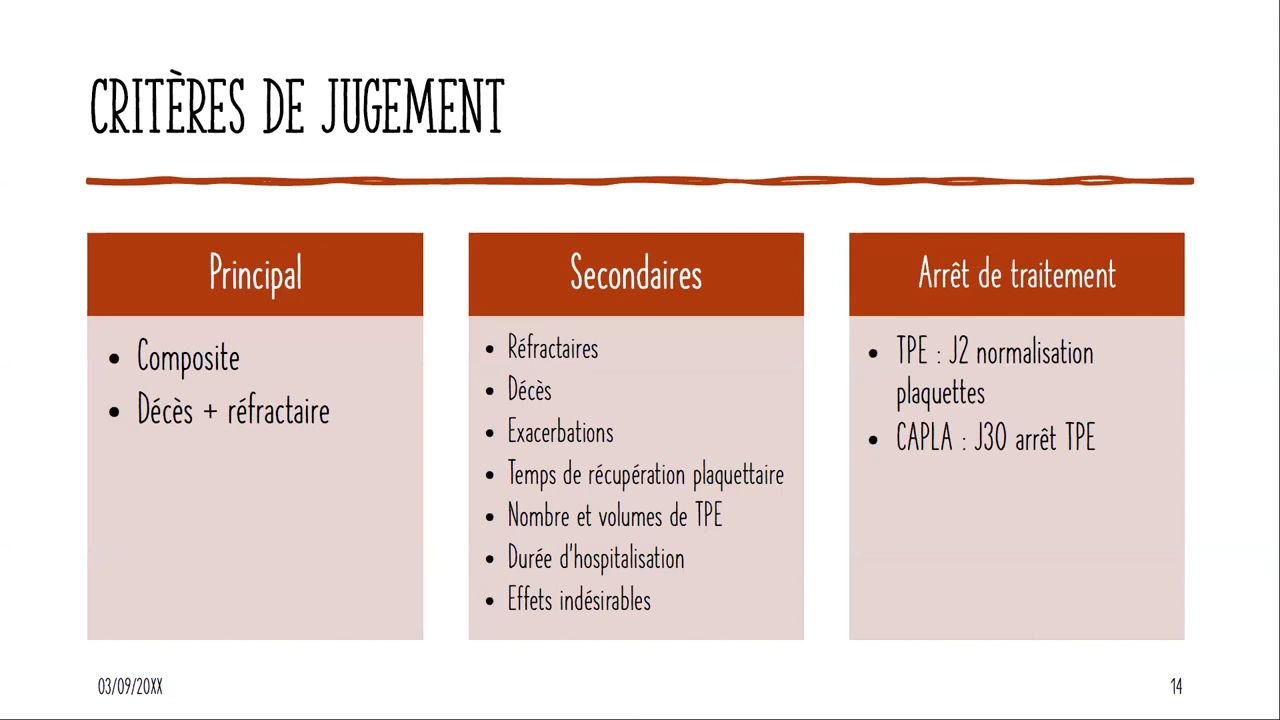 CRITÈRES DE JUGEMENT
Principal
• Composite
• Décès + réfractaire
Secondaires
• Réfractaires
• Décès
• Exacerbations
• Temps de récupération plaquettaire
• Nombre et volumes de TPE
• Durée d'hospitalisation
• Effets indésirables
Arrêt de traitement
• TPE : J2 normalisation
plaquettes
• CAPLA : J30 arrêt TPE
03/09/20XX
14